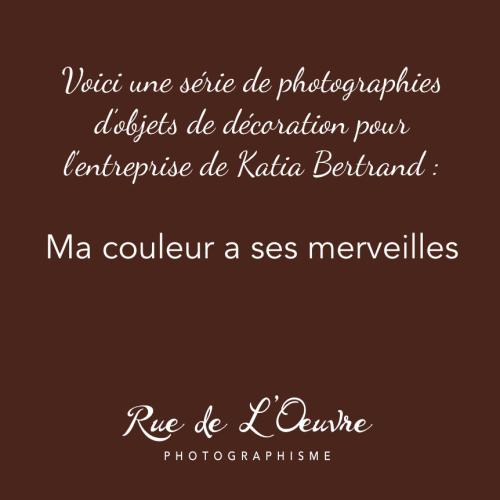 Voici une série de photographies
d'objets de décoration pour
l'entreprise de Katia Bertrand :
Ma couleur a ses merveilles
Rue de L'Oeuvre
PHOTOGRAPHISME